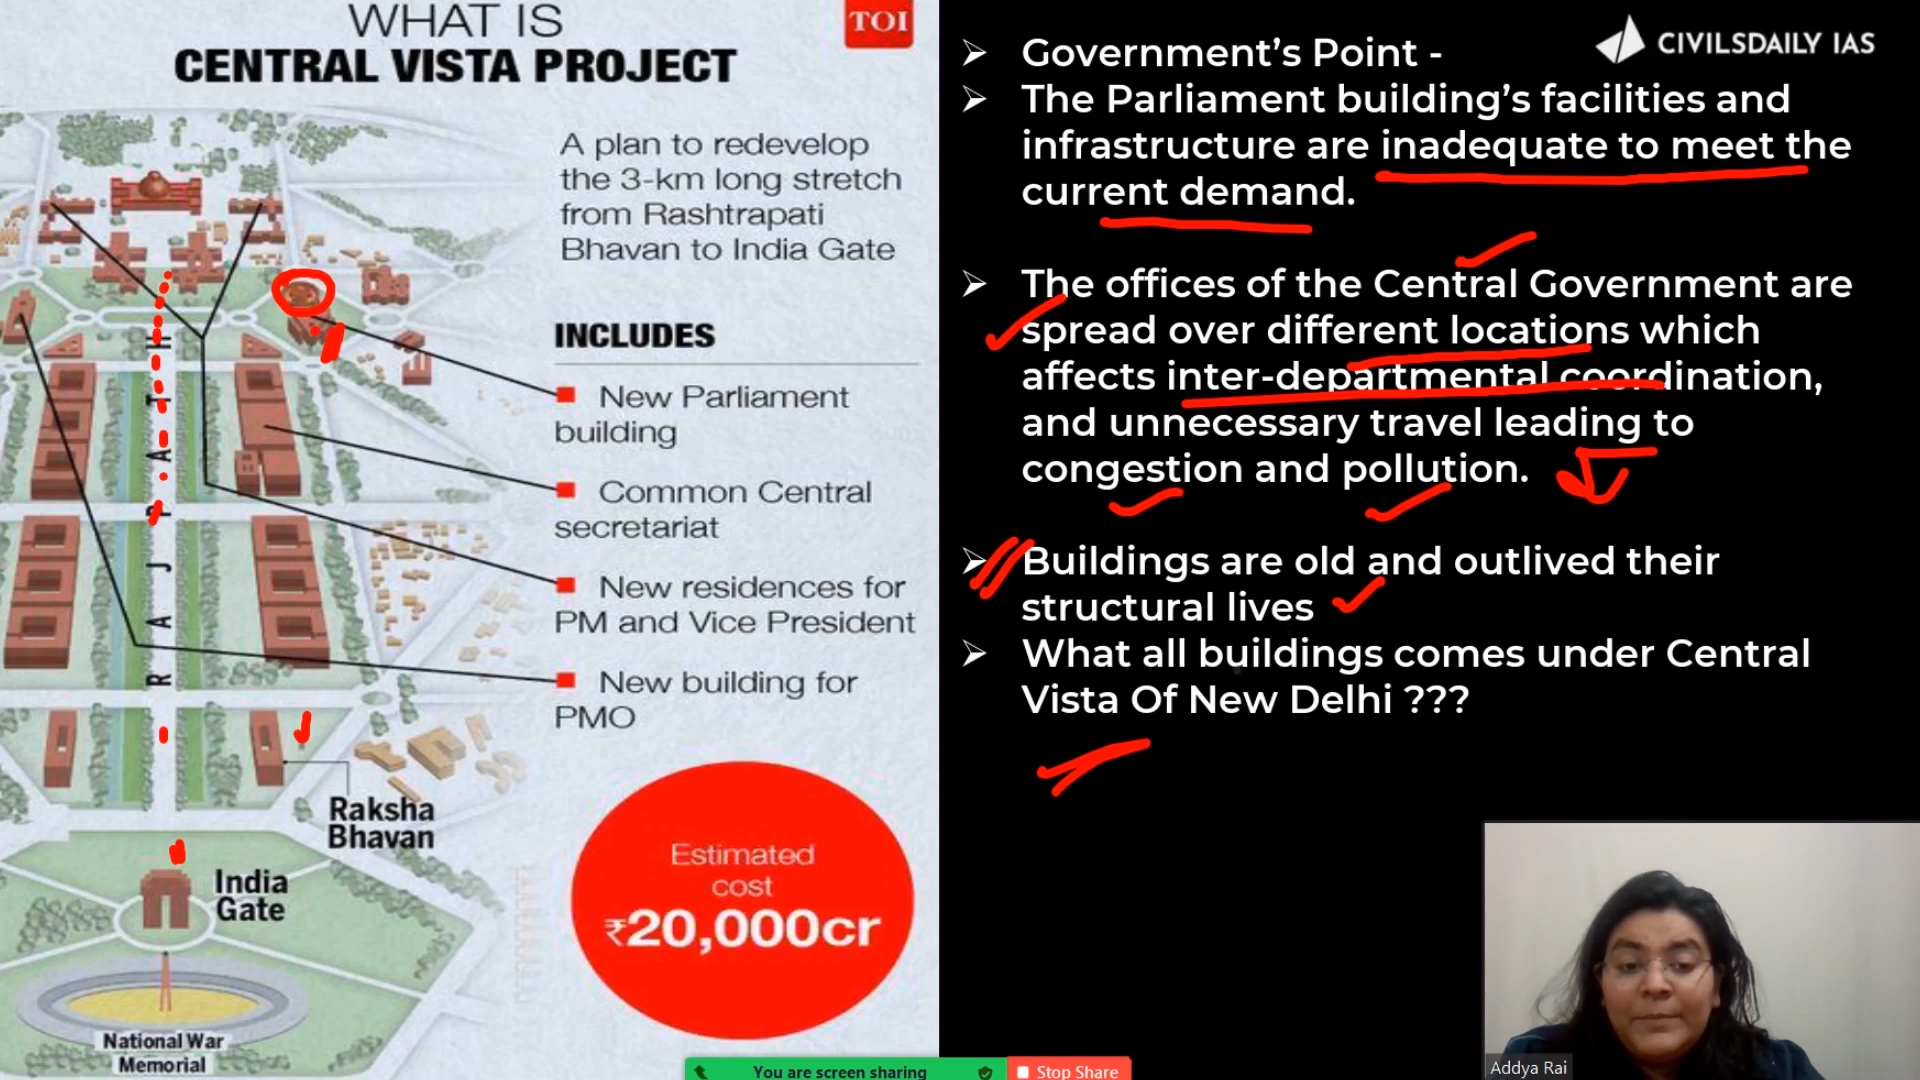 WHAT IS
CENTRAL VISTA PROJECT
TOI
A plan to redevelop
the 3-km long stretch
from Rashtrapati
Bhavan to India Gate
INCLUDES
New Parliament
building
Common Central
secretariat
New residences for
PM and Vice President
New building for
PMO
RAJPATH
Raksha
Bhavan
India
Gate
National War
Memorial
Estimated
cost
₹20,000cr
CIVILSDAILY IAS
➢ Government’s Point -
➢ The Parliament building’s facilities and
infrastructure are inadequate to meet the
current demand.
➢ The offices of the Central Government are
spread over different locations which
affects inter-departmental coordination,
and unnecessary travel leading to
congestion and pollution.
➢ Buildings are old and outlived their
structural lives
➢ What all buildings comes under Central
Vista Of New Delhi ???
Addya Rai
You are screen sharing
Stop Share